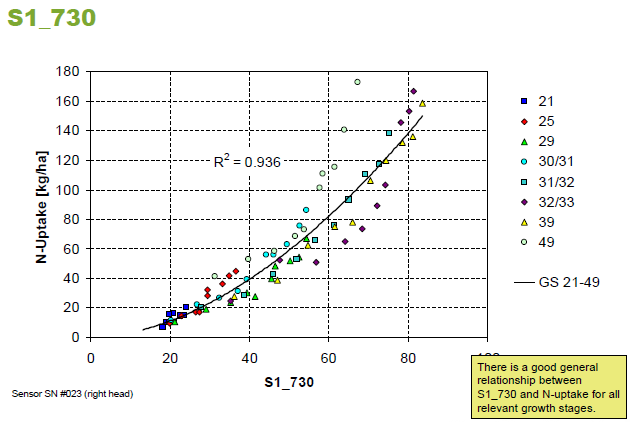 S1_730
180
160
140
120
100
80
60
40
20
0
N-Uptake [kg/ha]
R² = 0.936
0 20 40 60 80
S1_730
21
25
29
30/31
31/32
32/33
39
49
GS 21-49
Sensor SN #023 (right head)
There is a good general
relationship between
S1_730 and N-uptake for all
relevant growth stages.